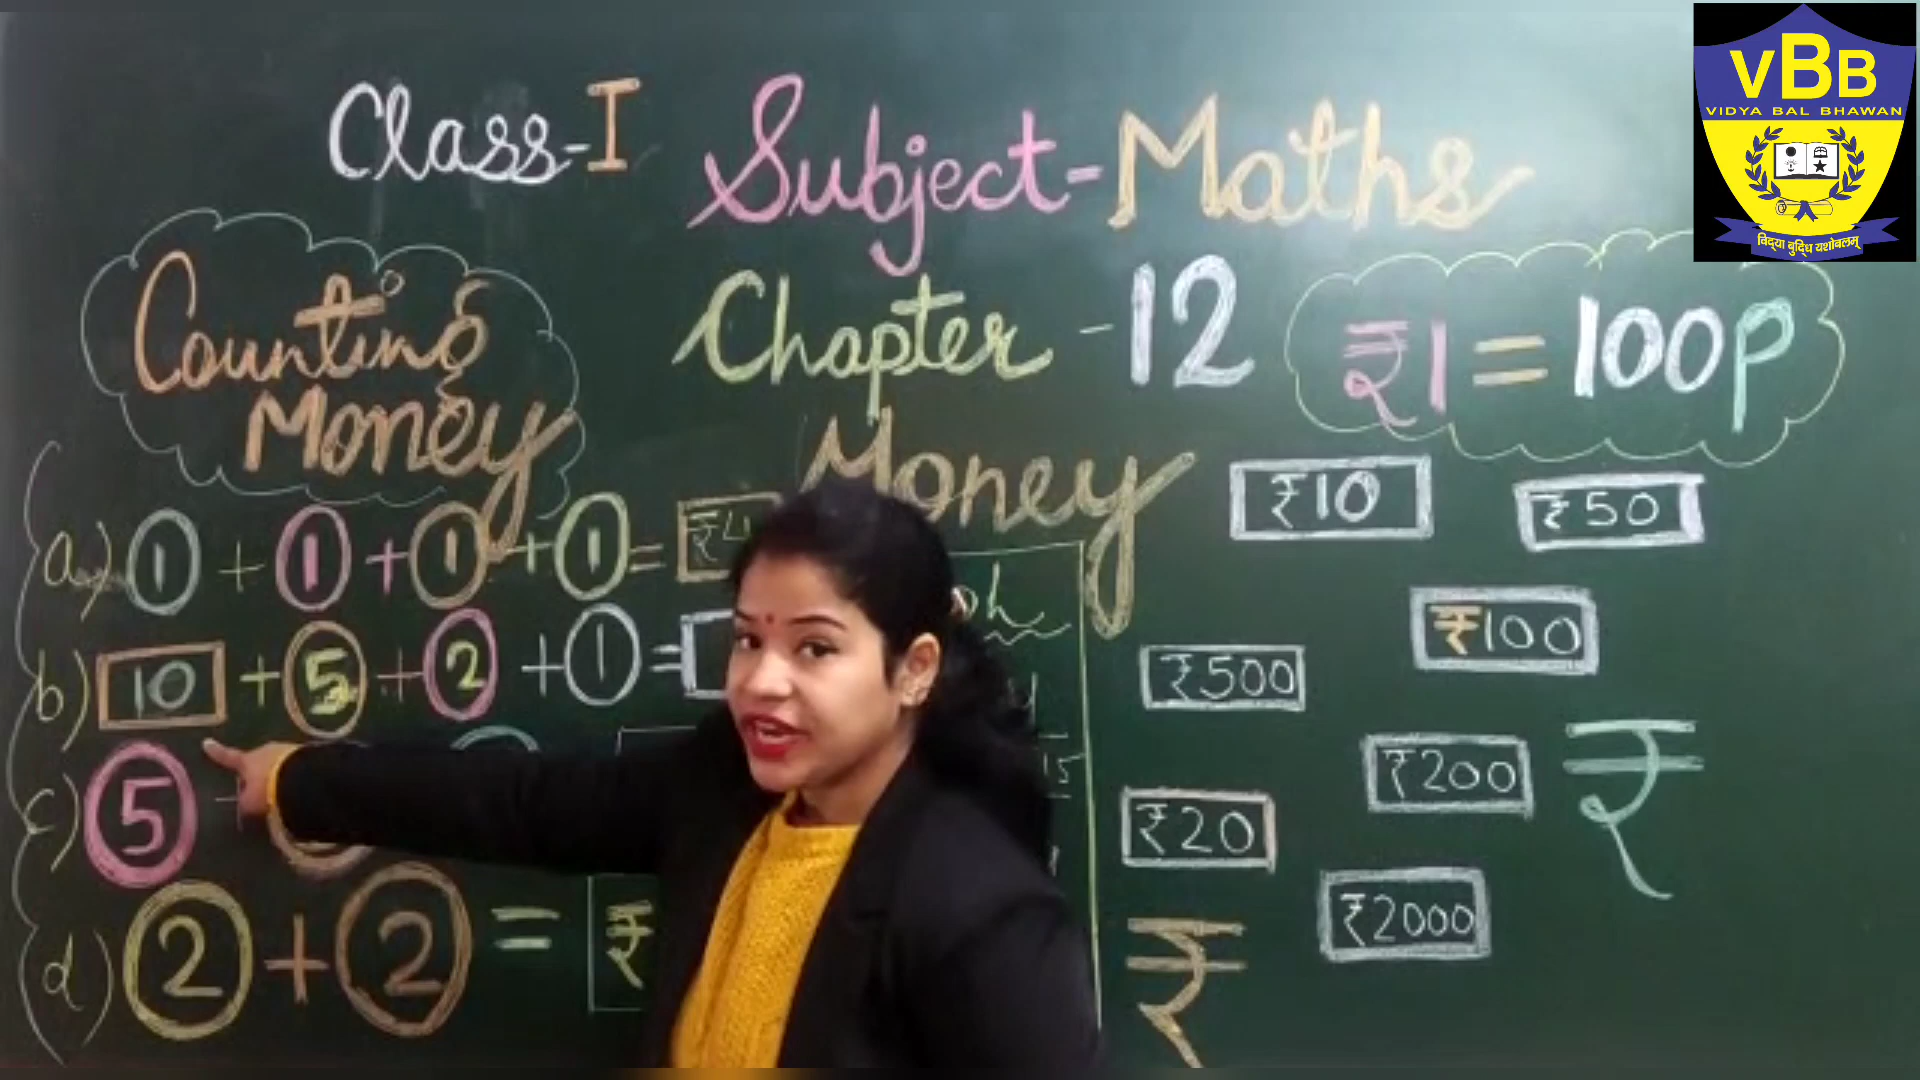 Class-I
Subject-Maths
VBB
VIDYA BAL BHAWAN
विद्या बुद्धि यशोबलम्
Counting
Money
Chapter-12
Money
₹1=100P
a) 1+1+1+1=₹4
b) 10+5+2+1=
c) 5
d) 2+2=₹
₹10
₹50
₹100
₹500
₹200
₹20
₹2000
₹
₹